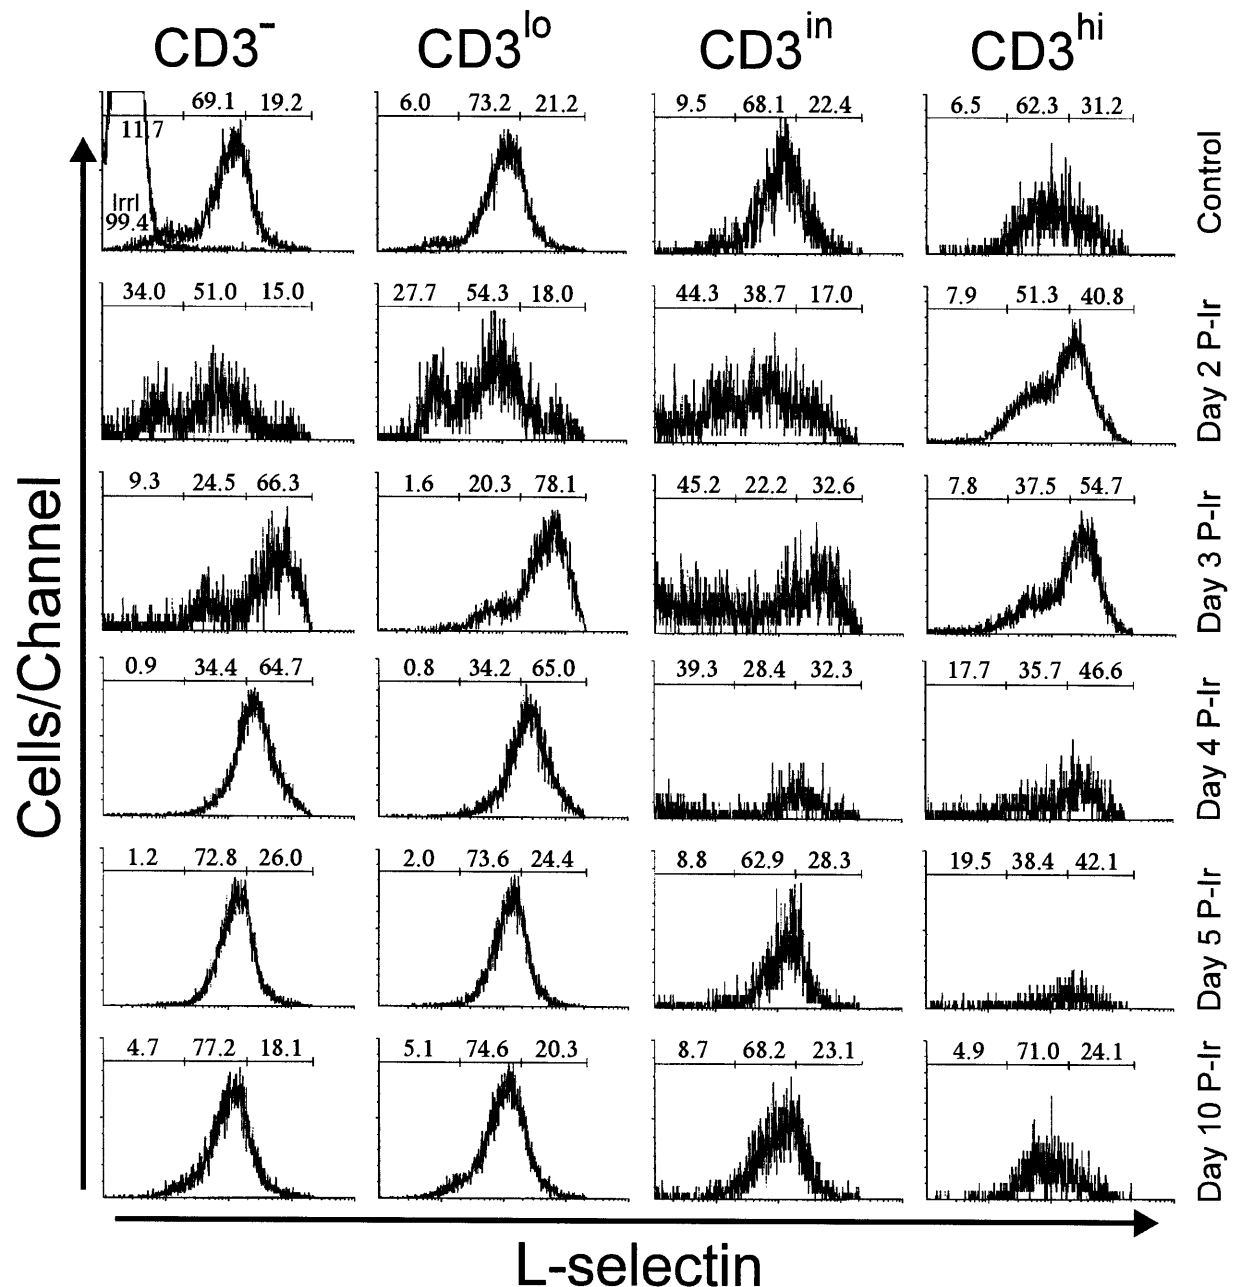 CD3- CD3lo CD3in CD3hi
69.1 19.2 6.0 73.2 21.2 9.5 68.1 22.4 6.5 62.3 31.2
11.7
Irrl
99.4
Control
34.0 51.0 15.0 27.7 54.3 18.0 44.3 38.7 17.0 7.9 51.3 40.8
Day 2 P-Ir
9.3 24.5 66.3 1.6 20.3 78.1 45.2 22.2 32.6 7.8 37.5 54.7
Day 3 P-Ir
0.9 34.4 64.7 0.8 34.2 65.0 39.3 28.4 32.3 17.7 35.7 46.6
Day 4 P-Ir
1.2 72.8 26.0 2.0 73.6 24.4 8.8 62.9 28.3 19.5 38.4 42.1
Day 5 P-Ir
4.7 77.2 18.1 5.1 74.6 20.3 8.7 68.2 23.1 4.9 71.0 24.1
Day 10 P-Ir
Cells/Channel
L-selectin